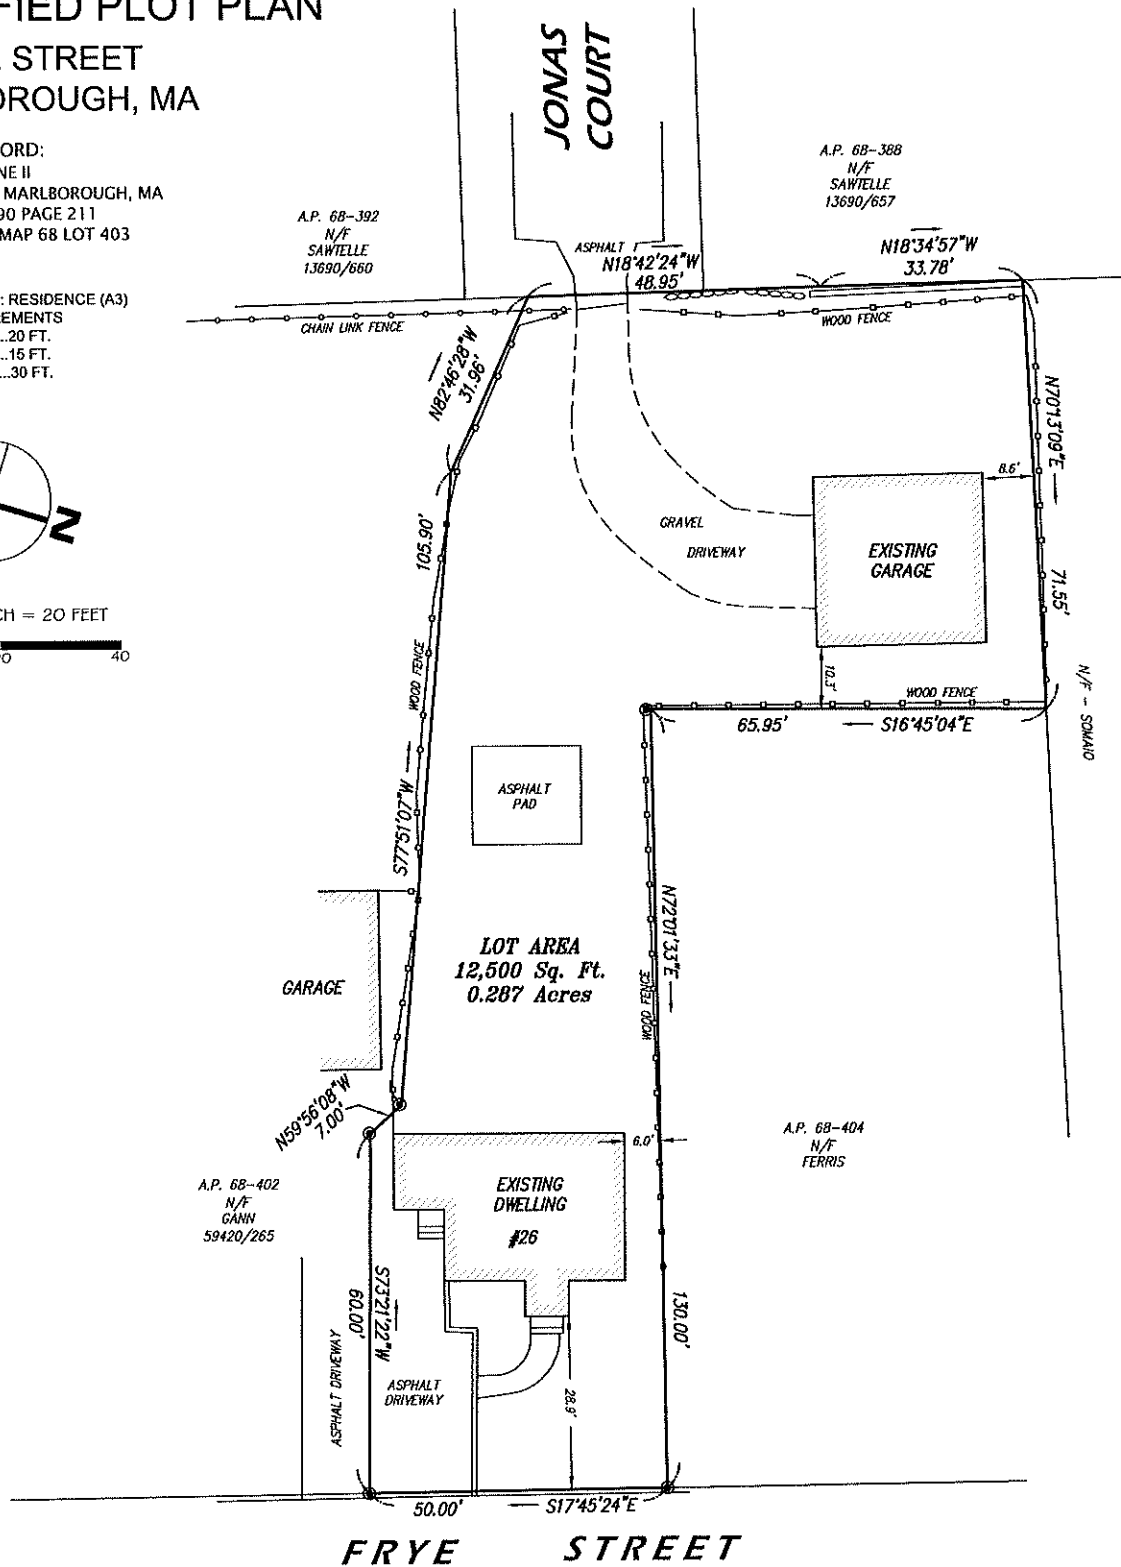 FIED PLOT PLAN
STREET
OROUGH, MA
ORD:
NE II
MARLBOROUGH, MA
90 PAGE 211
MAP 68 LOT 403
: RESIDENCE (A3)
REMENTS
...20 FT.
...15 FT.
...30 FT.
N
CH = 20 FEET
40
JONAS
COURT
A.P. 68-392
N/F
SAWTELLE
13690/660
A.P. 68-388
N/F
SAWTELLE
13690/657
ASPHALT
N18°42'24"W
48.95'
N18°34'57"W
33.78'
CHAIN LINK FENCE
WOOD FENCE
N82°46'28"W
31.96'
N70°13'09"E
71.55'
8.6'
GRAVEL
DRIVEWAY
EXISTING
GARAGE
10.3'
WOOD FENCE
65.95'
S16°45'04"E
N/F - SOMAIO
105.90'
WOOD FENCE
S77°51'07"W
ASPHALT
PAD
N72°01'33"E
WOOD FENCE
130.00'
LOT AREA
12,500 Sq. Ft.
0.287 Acres
GARAGE
N59°56'08"W
7.00'
A.P. 68-402
N/F
GANN
59420/265
A.P. 68-404
N/F
FERRIS
6.0'
EXISTING
DWELLING
#26
S73°21'22"W
60.00'
ASPHALT DRIVEWAY
ASPHALT
DRIVEWAY
28.9'
50.00'
S17°45'24"E
FRYE STREET